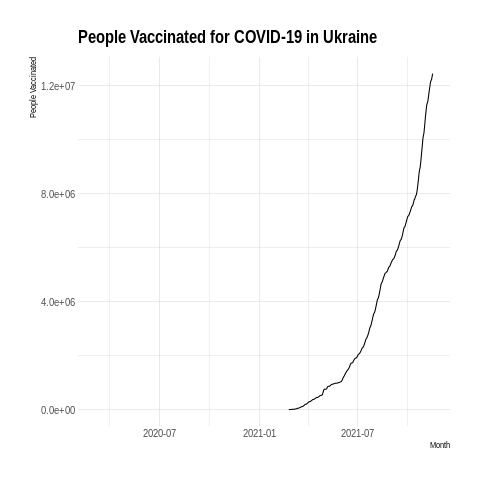 People Vaccinated for COVID-19 in Ukraine
People Vaccinated
1.2e+07
8.0e+06
4.0e+06
0.0e+00
2020-07 2021-01 2021-07
Month